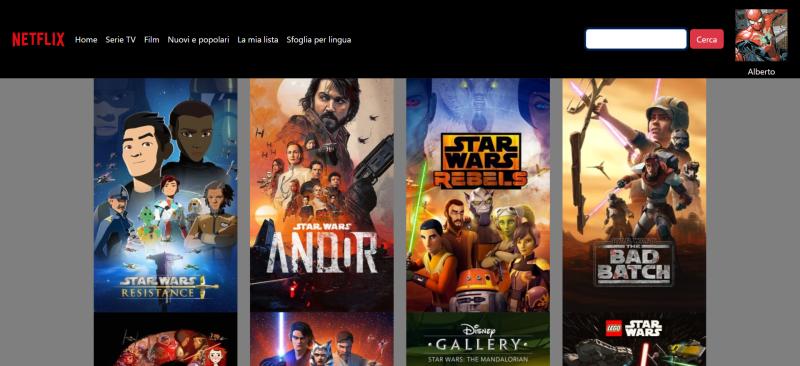 NETFLIX
Home
Serie TV
Film
Nuovi e popolari
La mia lista
Sfoglia per lingua
Cerca
Alberto
STAR WARS
RESISTANCE
STAR WARS
ANDOR
STAR
WARS
REBELS
STAR WARS
THE
BAD
BATCH
Disney
GALLERY
STAR WARS: THE MANDALORIAN
LEGO STAR
WARS